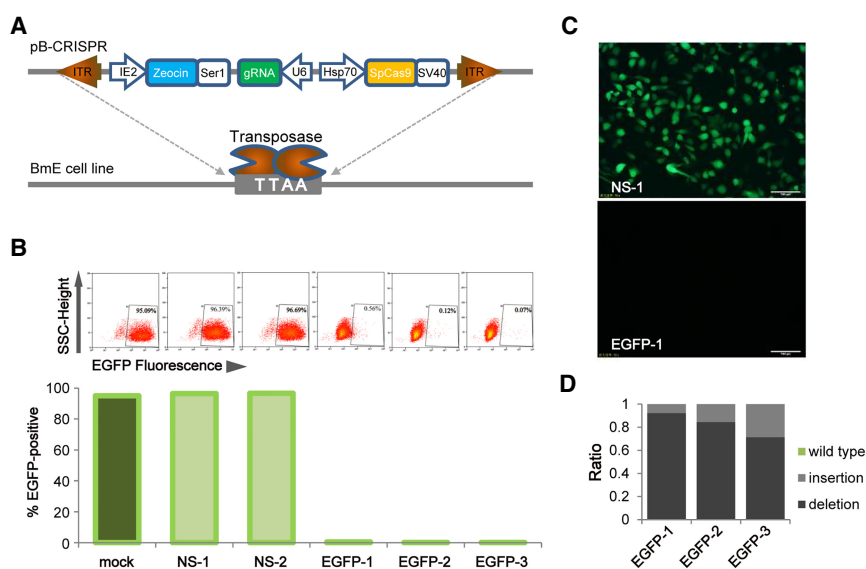 A
pB-CRISPR
ITR IE2 Zeocin Ser1 gRNA U6 Hsp70 SpCas9 SV40 ITR
Transposase
BmE cell line
TTAA
B
SSC-Height
95.09% 96.39% 96.69% 0.56% 0.12% 0.07%
EGFP Fluorescence
% EGFP-positive
100
80
60
40
20
0
mock NS-1 NS-2 EGFP-1 EGFP-2 EGFP-3
C
NS-1
EGFP-1
D
Ratio
1
0.8
0.6
0.4
0.2
0
EGFP-1 EGFP-2 EGFP-3
wild type
insertion
deletion